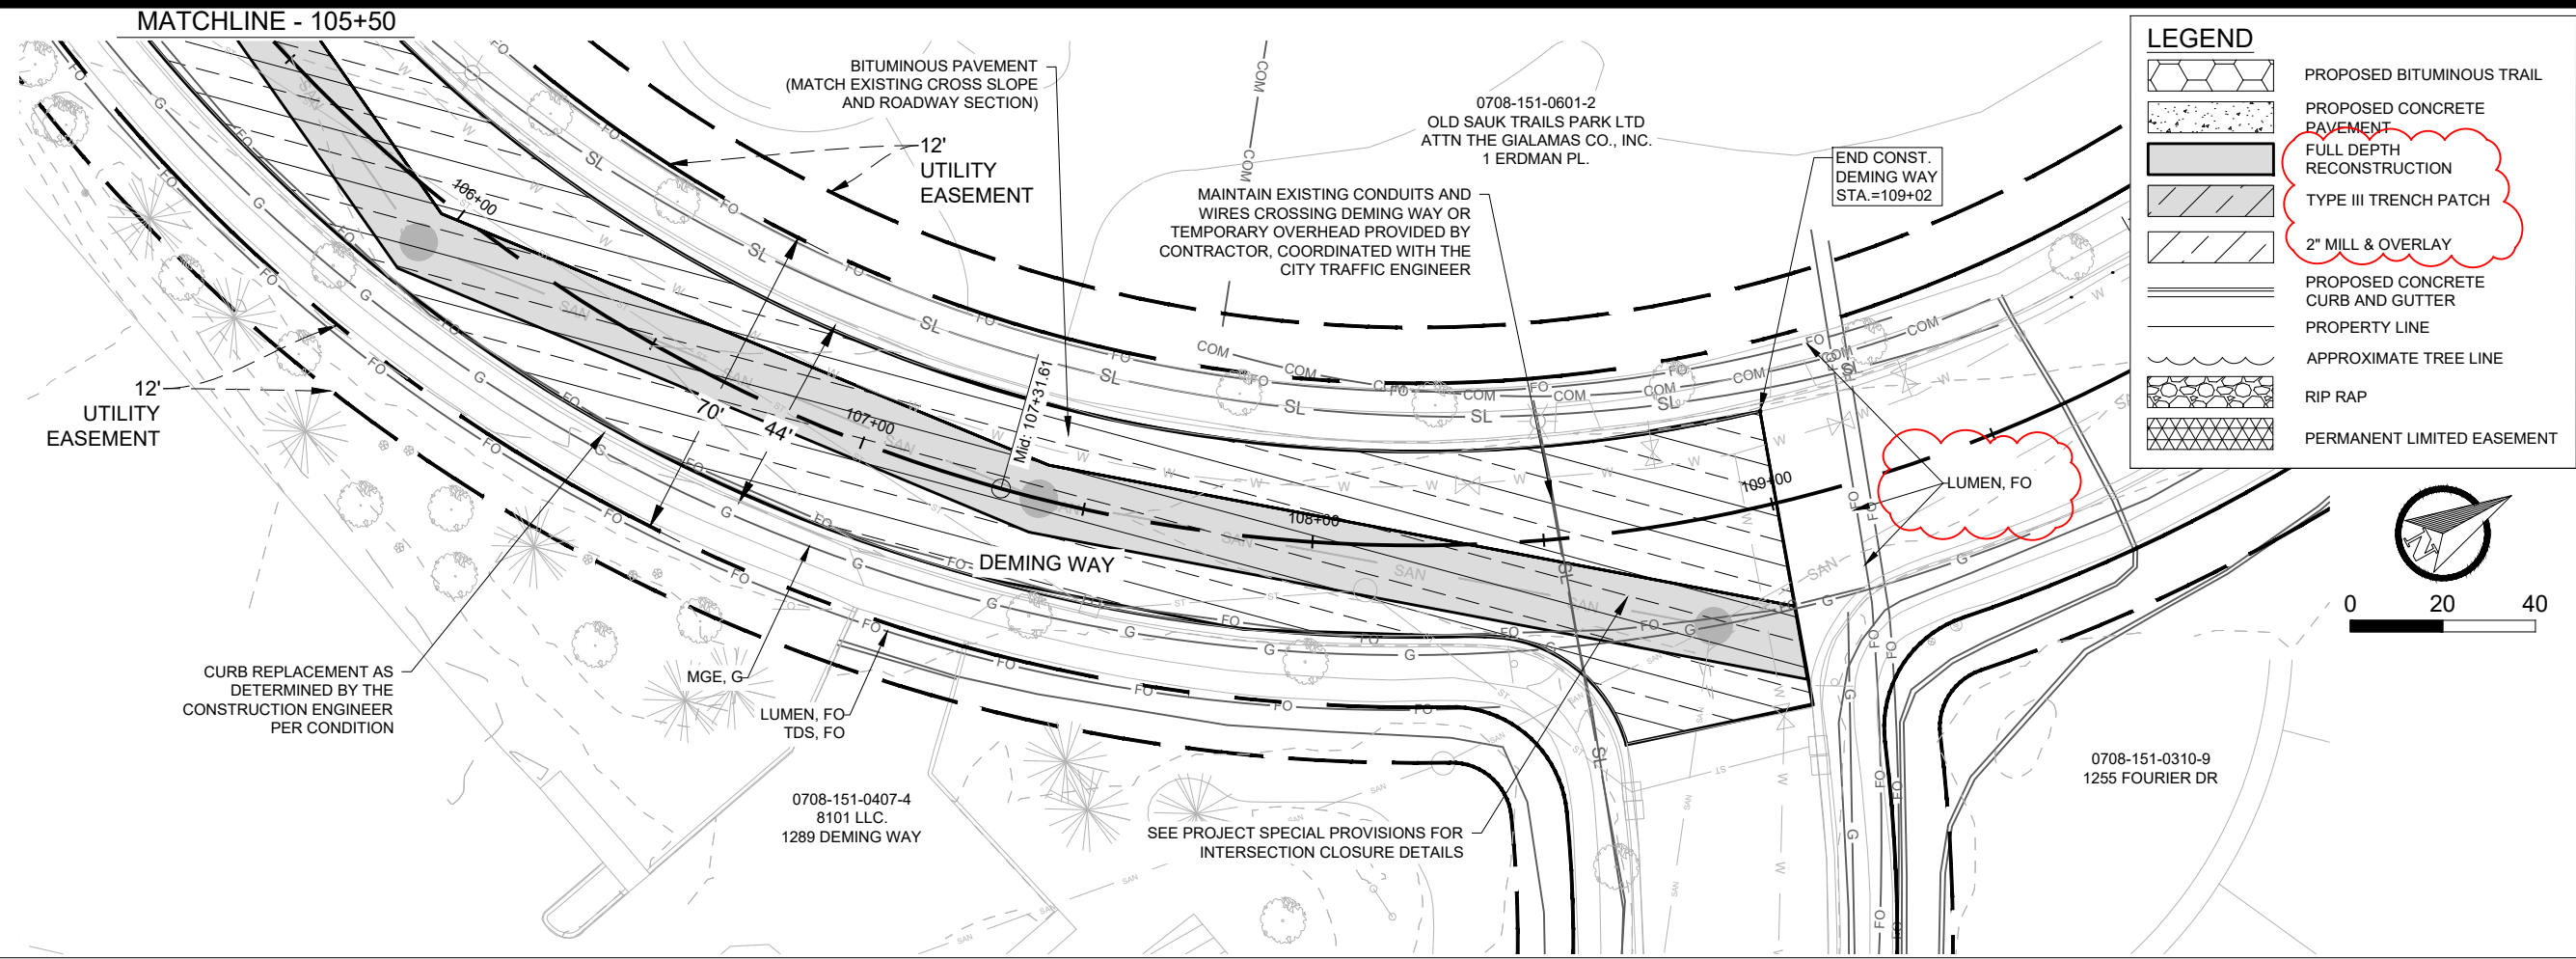 MATCHLINE - 105+50
BITUMINOUS PAVEMENT
(MATCH EXISTING CROSS SLOPE
AND ROADWAY SECTION)
12'
UTILITY
EASEMENT
0708-151-0601-2
OLD SAUK TRAILS PARK LTD
ATTN THE GIALAMAS CO., INC.
1 ERDMAN PL.
MAINTAIN EXISTING CONDUITS AND
WIRES CROSSING DEMING WAY OR
TEMPORARY OVERHEAD PROVIDED BY
CONTRACTOR, COORDINATED WITH THE
CITY TRAFFIC ENGINEER
END CONST.
DEMING WAY
STA.=109+02
LEGEND
PROPOSED BITUMINOUS TRAIL
PROPOSED CONCRETE
PAVEMENT
FULL DEPTH
RECONSTRUCTION
TYPE III TRENCH PATCH
2" MILL & OVERLAY
PROPOSED CONCRETE
CURB AND GUTTER
PROPERTY LINE
APPROXIMATE TREE LINE
RIP RAP
PERMANENT LIMITED EASEMENT
106+00
12'
UTILITY
EASEMENT
70'
44'
107+00
Mid: 107+31.61
108+00
109+00
LUMEN, FO
DEMING WAY
N
0 20 40
CURB REPLACEMENT AS
DETERMINED BY THE
CONSTRUCTION ENGINEER
PER CONDITION
MGE, G
LUMEN, FO
TDS, FO
0708-151-0407-4
8101 LLC.
1289 DEMING WAY
SEE PROJECT SPECIAL PROVISIONS FOR
INTERSECTION CLOSURE DETAILS
0708-151-0310-9
1255 FOURIER DR
FO
G
SL
W
SAN
ST
COM